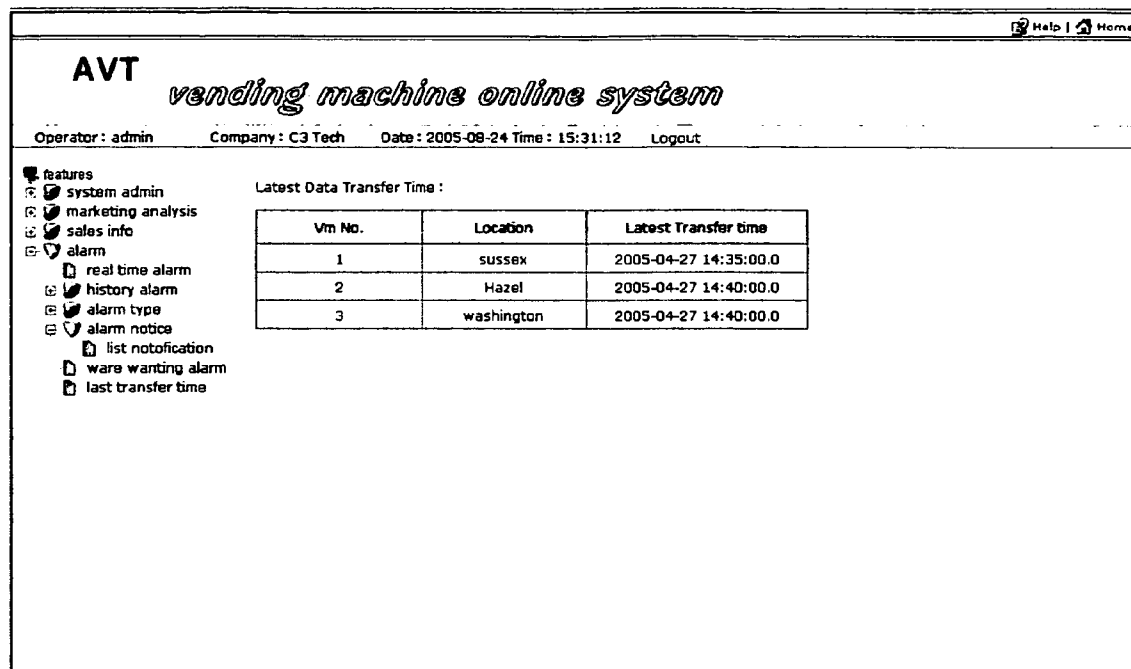 Help | Home
AVT
vending machine online system
Operator : admin Company : C3 Tech Date : 2005-08-24 Time : 15:31:12 Logout
features
system admin
marketing analysis
sales info
alarm
real time alarm
history alarm
alarm type
alarm notice
list notofication
ware wanting alarm
last transfer time
Latest Data Transfer Time :
Vm No. Location Latest Transfer time
1 sussex 2005-04-27 14:35:00.0
2 Hazel 2005-04-27 14:40:00.0
3 washington 2005-04-27 14:40:00.0